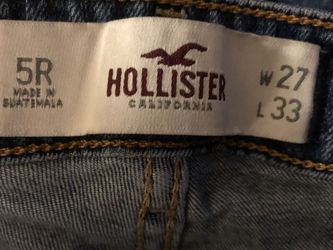 5R
MADE IN
GUATEMALA
HOLLISTER
CALIFORNIA
W 27
L 33